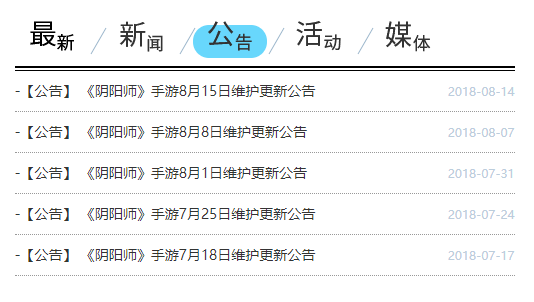 最新 / 新闻 / 公告 / 活动 / 媒体
-【公告】 《阴阳师》手游8月15日维护更新公告 2018-08-14
-【公告】 《阴阳师》手游8月8日维护更新公告 2018-08-07
-【公告】 《阴阳师》手游8月1日维护更新公告 2018-07-31
-【公告】 《阴阳师》手游7月25日维护更新公告 2018-07-24
-【公告】 《阴阳师》手游7月18日维护更新公告 2018-07-17